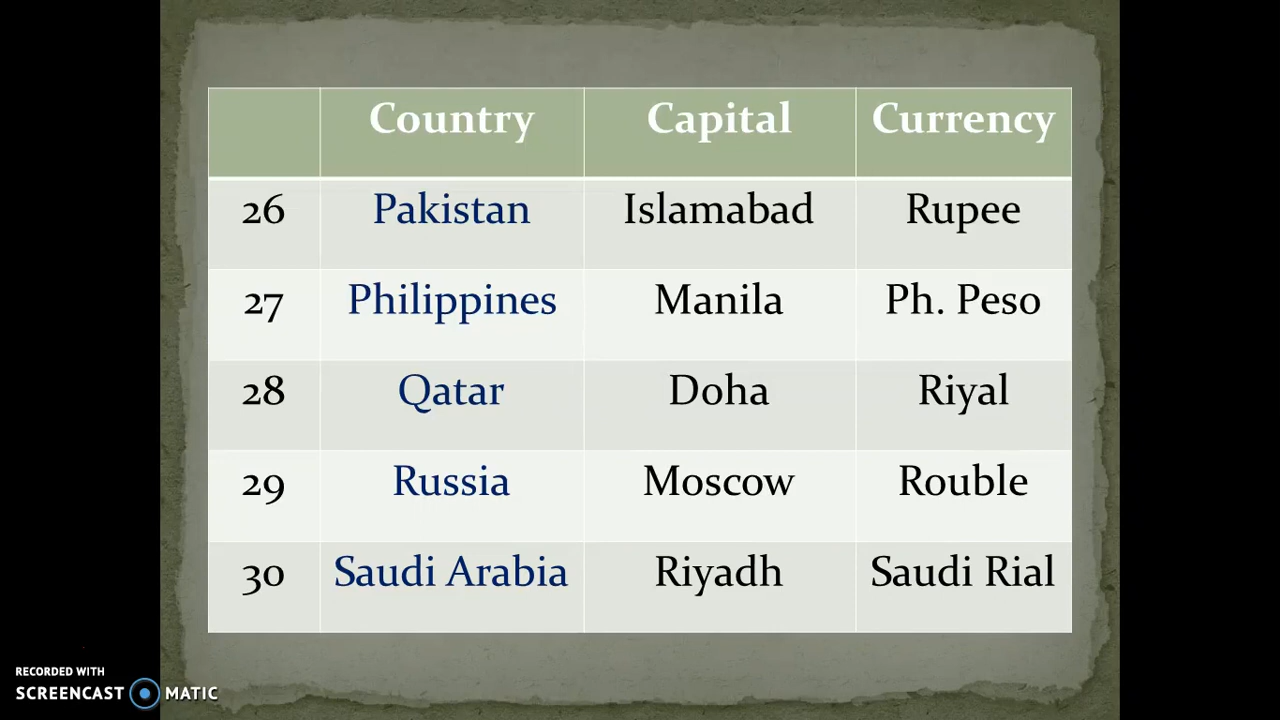 Country Capital Currency
26 Pakistan Islamabad Rupee
27 Philippines Manila Ph. Peso
28 Qatar Doha Riyal
29 Russia Moscow Rouble
30 Saudi Arabia Riyadh Saudi Rial
RECORDED WITH
SCREENCAST MATIC